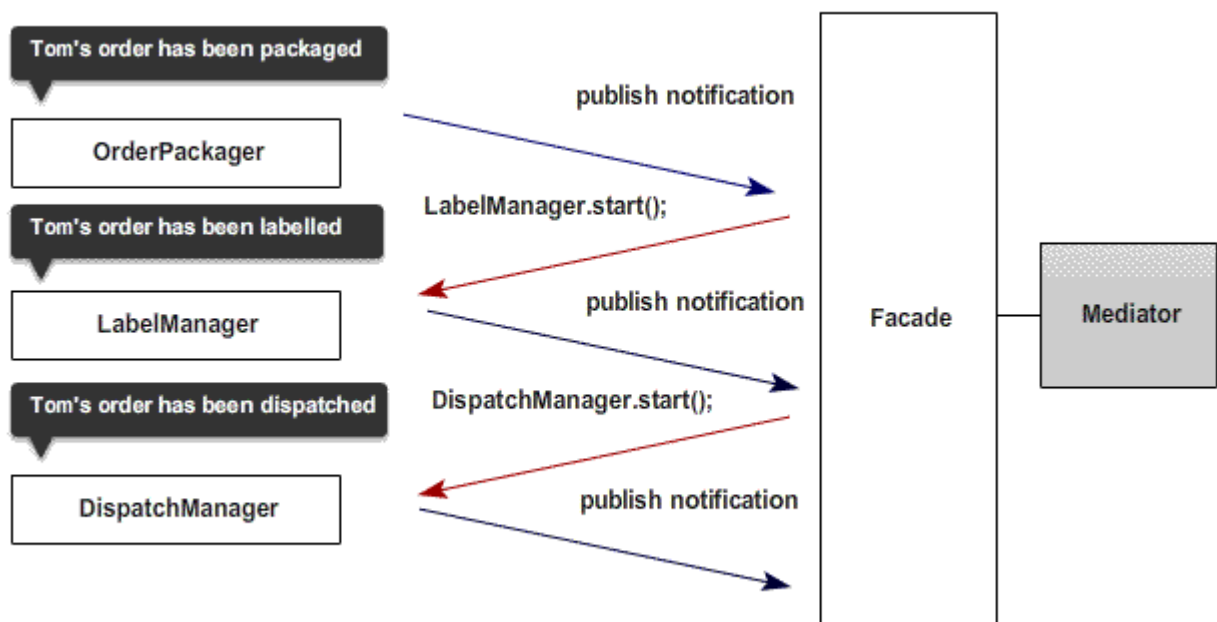 Tom's order has been packaged
publish notification
OrderPackager
LabelManager.start();
Tom's order has been labelled
publish notification
LabelManager
Facade
Mediator
Tom's order has been dispatched
DispatchManager.start();
publish notification
DispatchManager